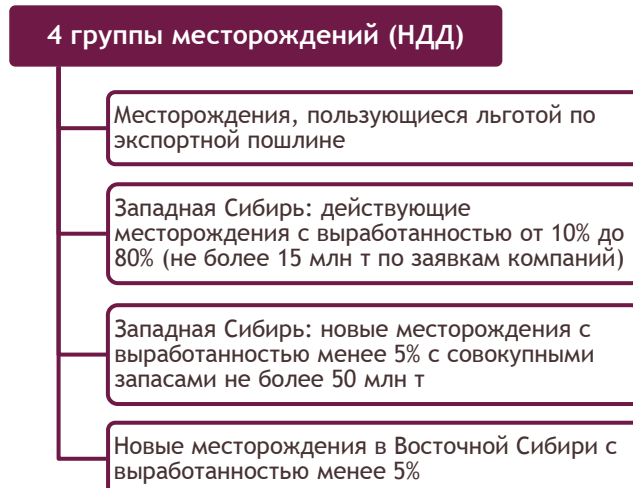 4 группы месторождений (НДД)
Месторождения, пользующиеся льготой по
экспортной пошлине
Западная Сибирь: действующие
месторождения с выработанностью от 10% до
80% (не более 15 млн т по заявкам компаний)
Западная Сибирь: новые месторождения с
выработанностью менее 5% с совокупными
запасами не более 50 млн т
Новые месторождения в Восточной Сибири с
выработанностью менее 5%